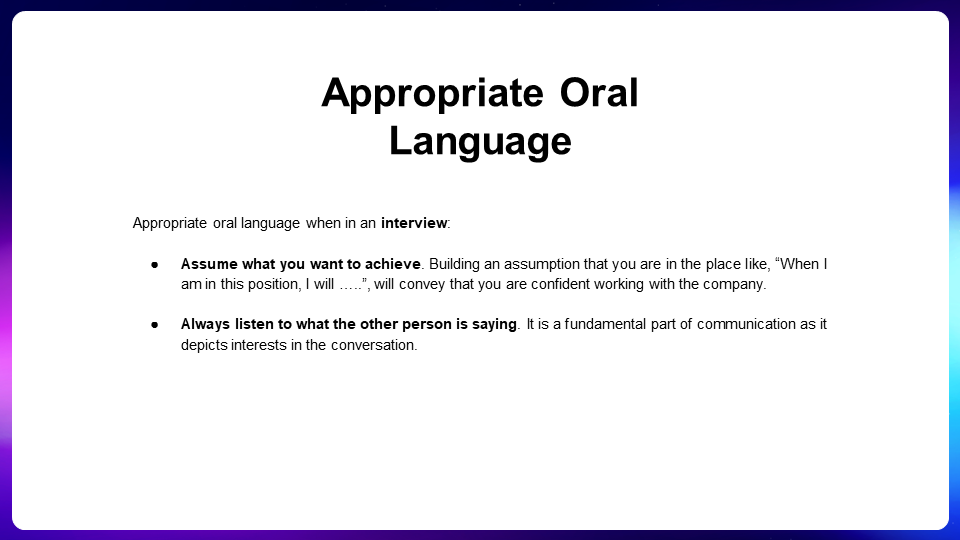 Appropriate Oral
Language
Appropriate oral language when in an interview:
● Assume what you want to achieve. Building an assumption that you are in the place like, “When I
am in this position, I will …..”, will convey that you are confident working with the company.
● Always listen to what the other person is saying. It is a fundamental part of communication as it
depicts interests in the conversation.